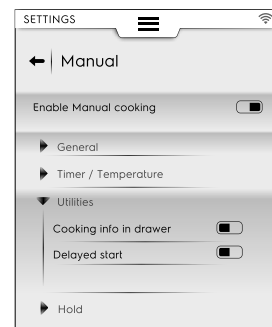 SETTINGS
Manual
Enable Manual cooking
General
Timer / Temperature
Utilities
Cooking info in drawer
Delayed start
Hold